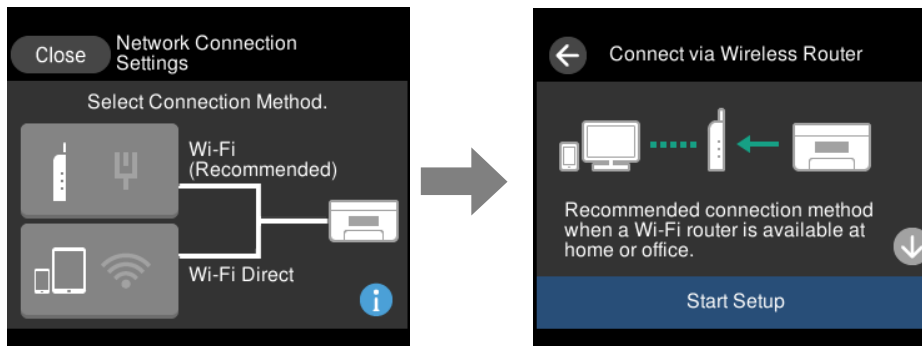 Close
Network Connection
Settings
Select Connection Method.
Wi-Fi
(Recommended)
Wi-Fi Direct
i
Connect via Wireless Router
Recommended connection method
when a Wi-Fi router is available at
home or office.
Start Setup